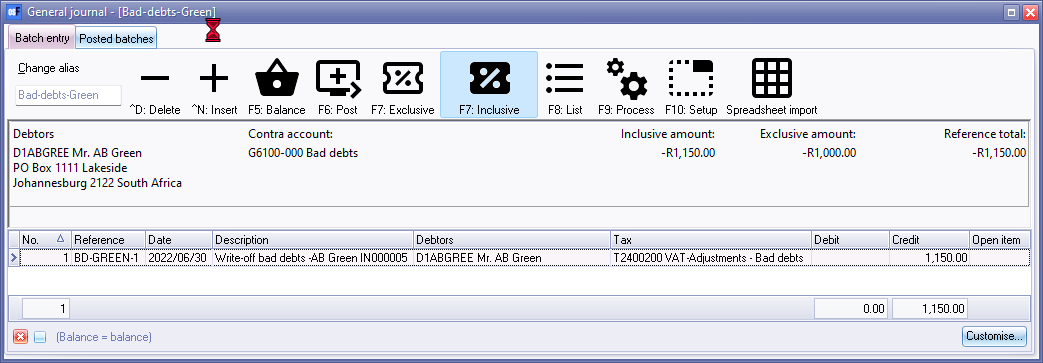 General journal - [Bad-debts-Green]
Batch entry Posted batches
Change alias
Bad-debts-Green
^D: Delete ^N: Insert F5: Balance F6: Post F7: Exclusive F7: Inclusive F8: List F9: Process F10: Setup Spreadsheet import
Debtors Contra account: Inclusive amount: Exclusive amount: Reference total:
D1ABGREE Mr. AB Green G6100-000 Bad debts -R1,150.00 -R1,000.00 -R1,150.00
PO Box 1111 Lakeside
Johannesburg 2122 South Africa
No. Reference Date Description Debtors Tax Debit Credit Open item
1 BD-GREEN-1 2022/06/30 Write-off bad debts -AB Green IN000005 D1ABGREE Mr. AB Green T2400200 VAT-Adjustments - Bad debts 1,150.00
1 0.00 1,150.00
(Balance = balance) Customise...